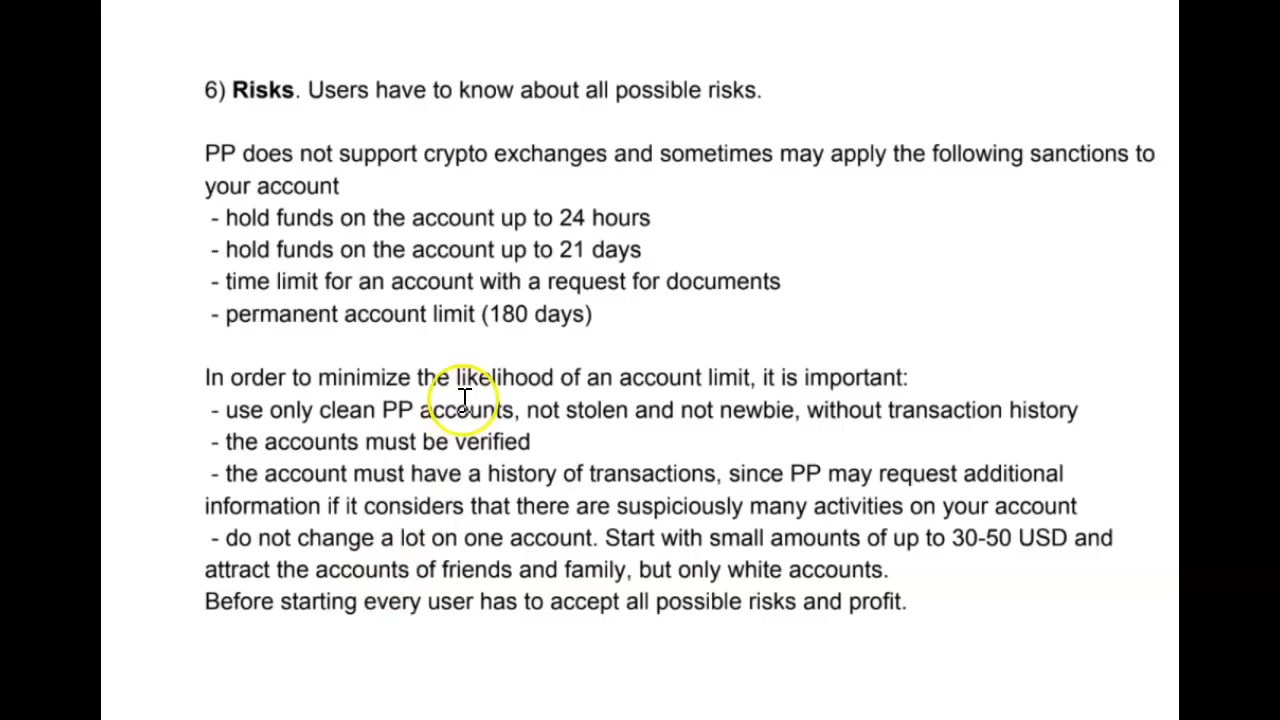 6) Risks. Users have to know about all possible risks.
PP does not support crypto exchanges and sometimes may apply the following sanctions to
your account
- hold funds on the account up to 24 hours
- hold funds on the account up to 21 days
- time limit for an account with a request for documents
- permanent account limit (180 days)
In order to minimize the likelihood of an account limit, it is important:
- use only clean PP accounts, not stolen and not newbie, without transaction history
- the accounts must be verified
- the account must have a history of transactions, since PP may request additional
information if it considers that there are suspiciously many activities on your account
- do not change a lot on one account. Start with small amounts of up to 30-50 USD and
attract the accounts of friends and family, but only white accounts.
Before starting every user has to accept all possible risks and profit.